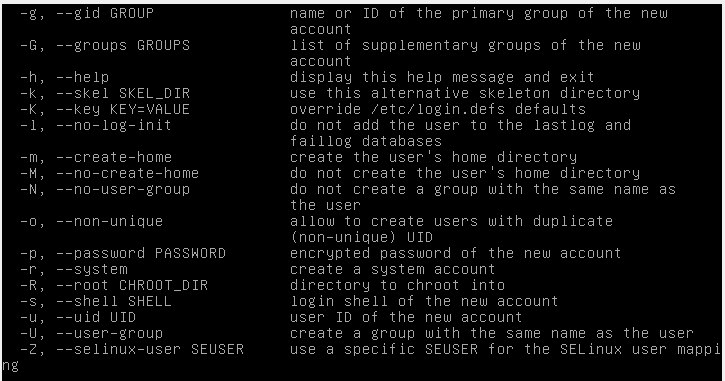 -g, --gid GROUP name or ID of the primary group of the new
account
-G, --groups GROUPS list of supplementary groups of the new
account
-h, --help display this help message and exit
-k, --skel SKEL_DIR use this alternative skeleton directory
-K, --key KEY=VALUE override /etc/login.defs defaults
-l, --no-log-init do not add the user to the lastlog and
faillog databases
-m, --create-home create the user's home directory
-M, --no-create-home do not create the user's home directory
-N, --no-user-group do not create a group with the same name as
the user
-o, --non-unique allow to create users with duplicate
(non-unique) UID
-p, --password PASSWORD encrypted password of the new account
-r, --system create a system account
-R, --root CHROOT_DIR directory to chroot into
-s, --shell SHELL login shell of the new account
-u, --uid UID user ID of the new account
-U, --user-group create a group with the same name as the user
-Z, --selinux-user SEUSER use a specific SEUSER for the SELinux user mappi
ng